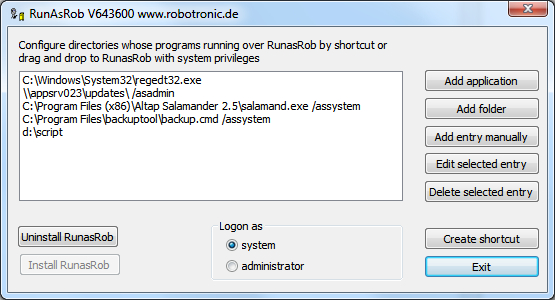 RunAsRob V643600 www.robotronic.de
Configure directories whose programs running over RunasRob by shortcut or
drag and drop to RunasRob with system privileges
C:\Windows\System32\regedt32.exe
\\appsrv023\updates\ /asadmin
C:\Program Files (x86)\Altap Salamander 2.5\salamand.exe /assystem
C:\Program Files\backuptool\backup.cmd /assystem
d:\script
Add application
Add folder
Add entry manually
Edit selected entry
Delete selected entry
Uninstall RunasRob
Install RunasRob
Logon as
system
administrator
Create shortcut
Exit